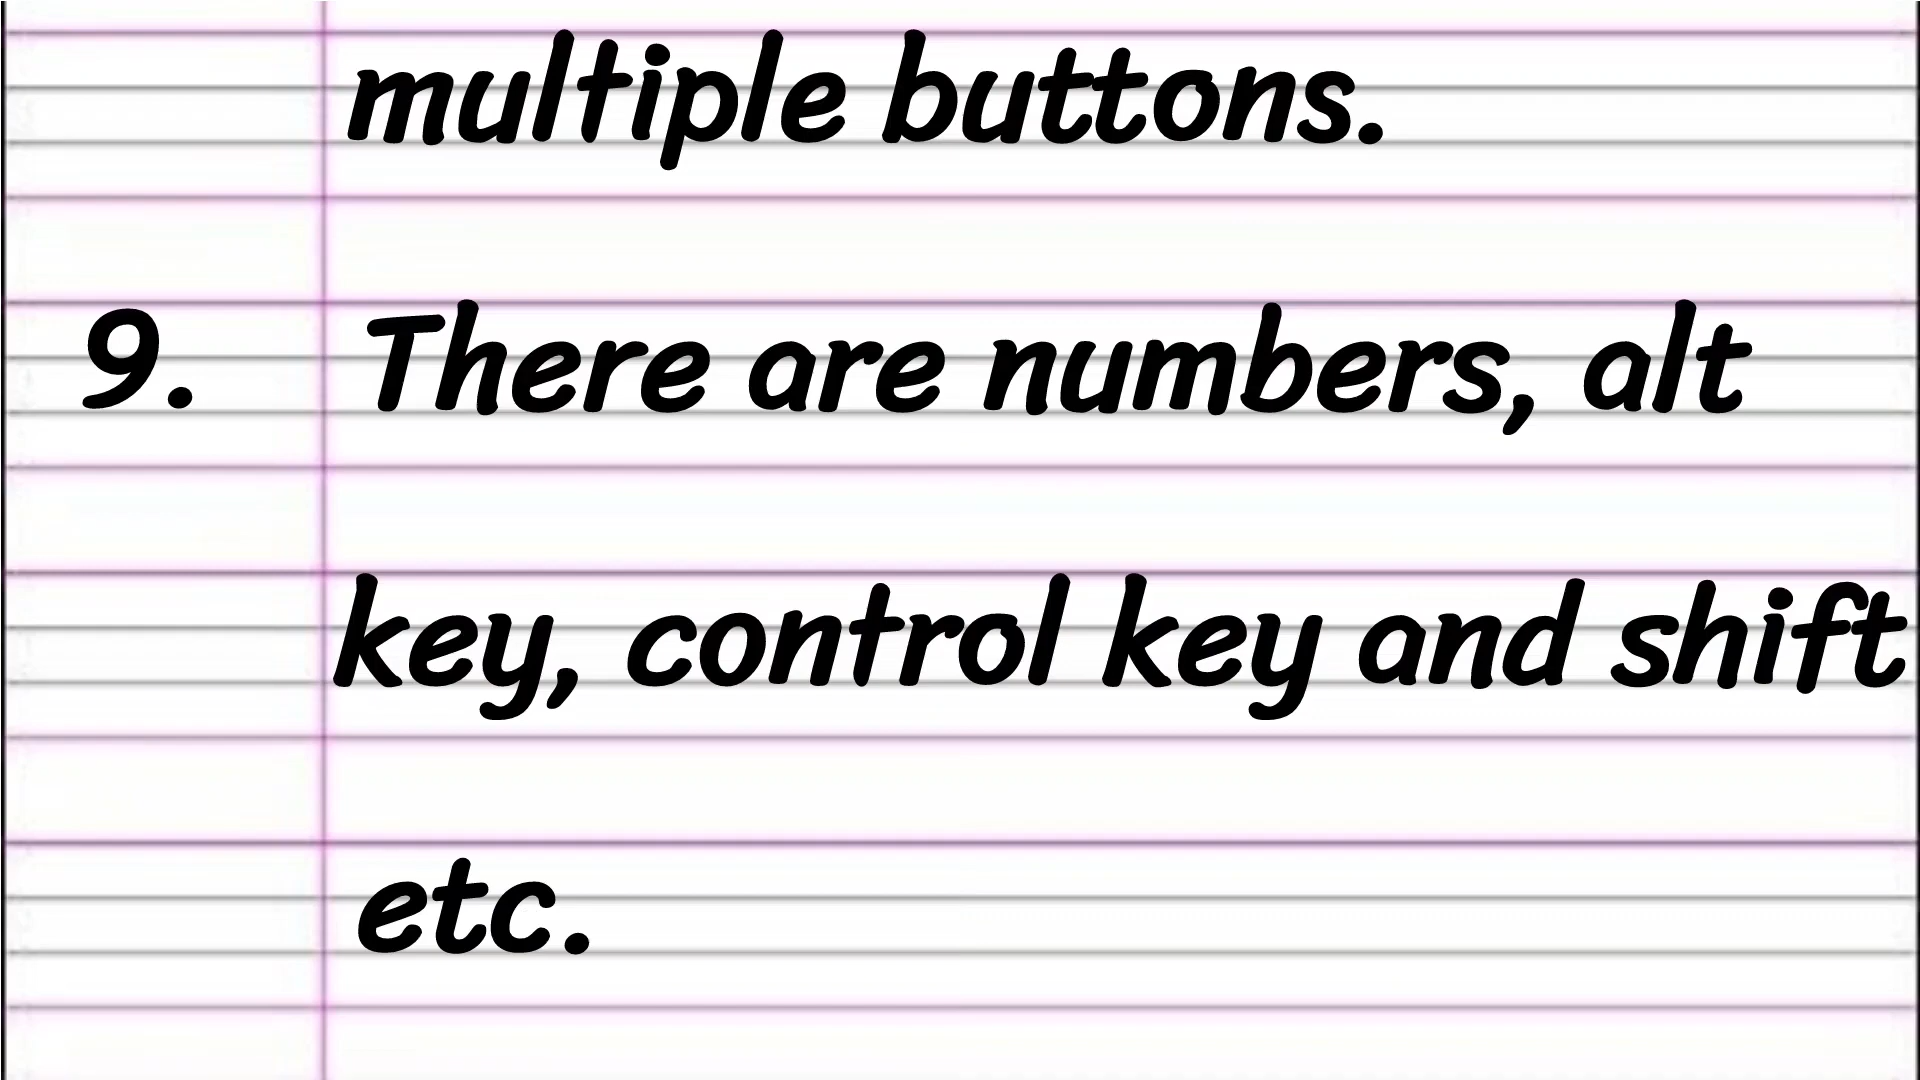 multiple buttons.
9. There are numbers, alt
key, control key and shift
etc.